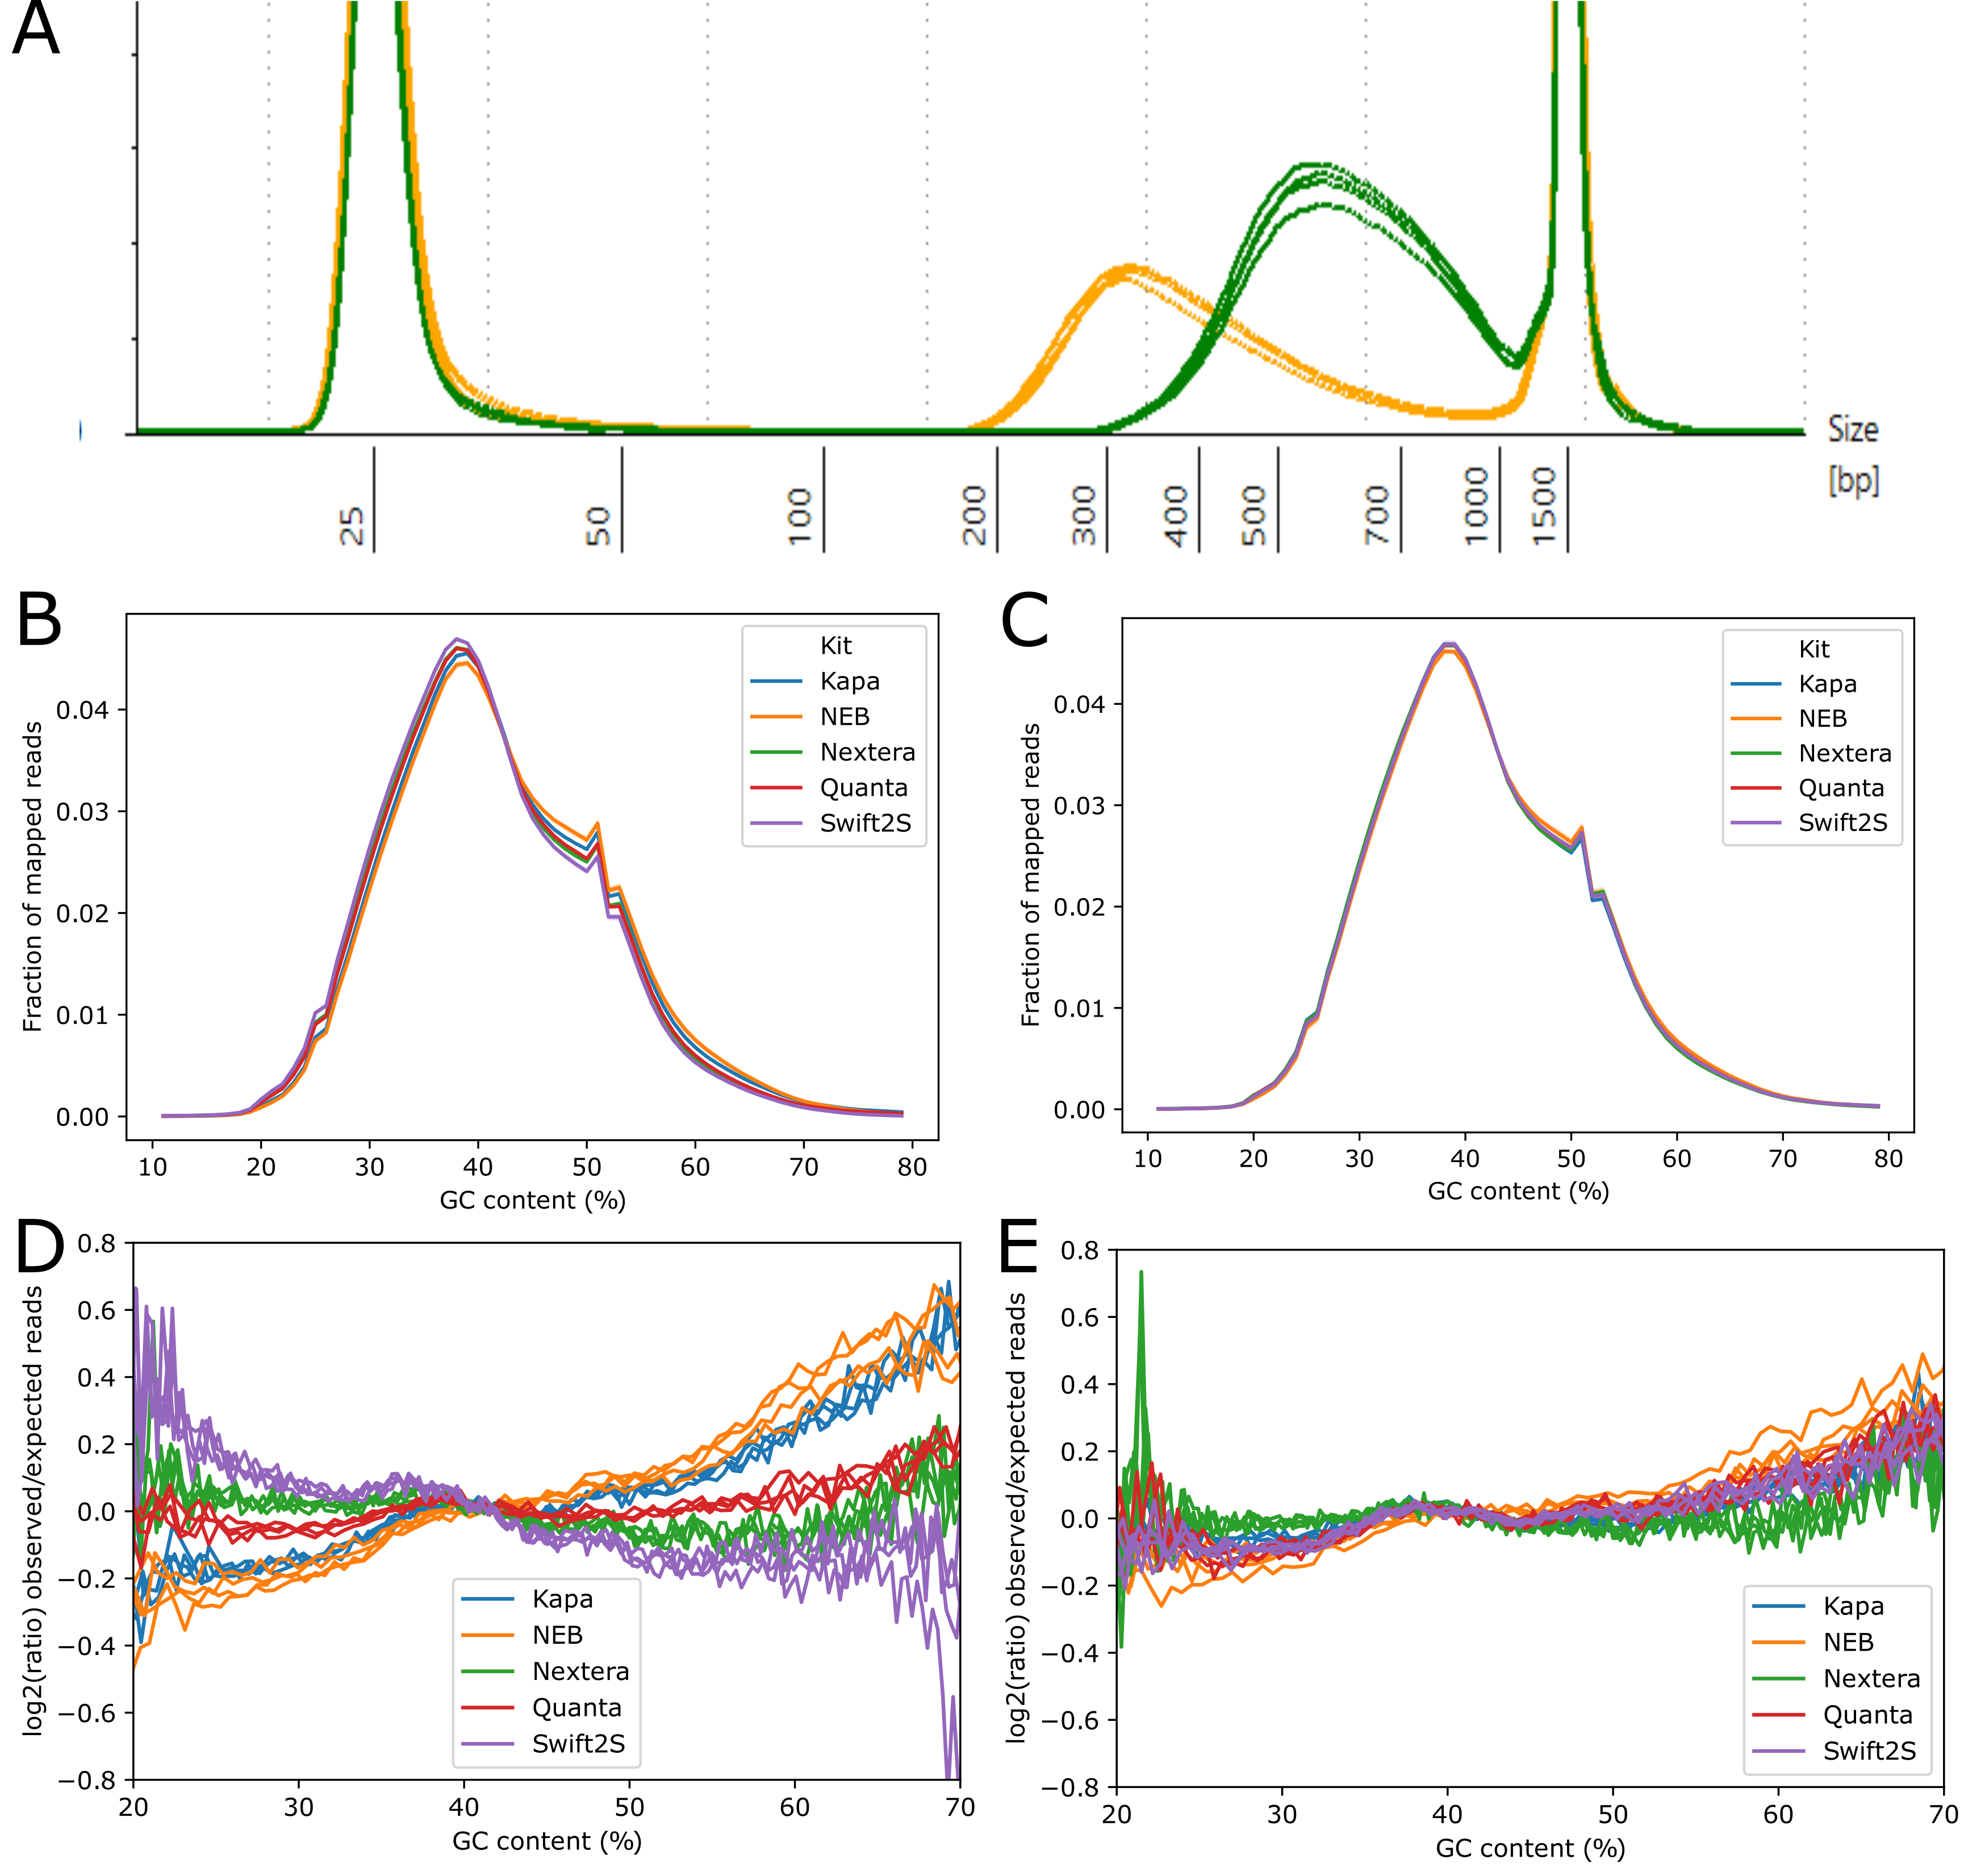 A
Size
[bp]
25
50
100
200
300
400
500
700
1000
1500
B
Fraction of mapped reads
0.04
0.03
0.02
0.01
0.00
Kit
Kapa
NEB
Nextera
Quanta
Swift2S
10 20 30 40 50 60 70 80
GC content (%)
C
Fraction of mapped reads
0.04
0.03
0.02
0.01
0.00
Kit
Kapa
NEB
Nextera
Quanta
Swift2S
10 20 30 40 50 60 70 80
GC content (%)
D
log2(ratio) observed/expected reads
0.8
0.6
0.4
0.2
0.0
−0.2
−0.4
−0.6
−0.8
Kapa
NEB
Nextera
Quanta
Swift2S
20 30 40 50 60 70
GC content (%)
E
log2(ratio) observed/expected reads
0.8
0.6
0.4
0.2
0.0
−0.2
−0.4
−0.6
−0.8
Kapa
NEB
Nextera
Quanta
Swift2S
20 30 40 50 60 70
GC content (%)